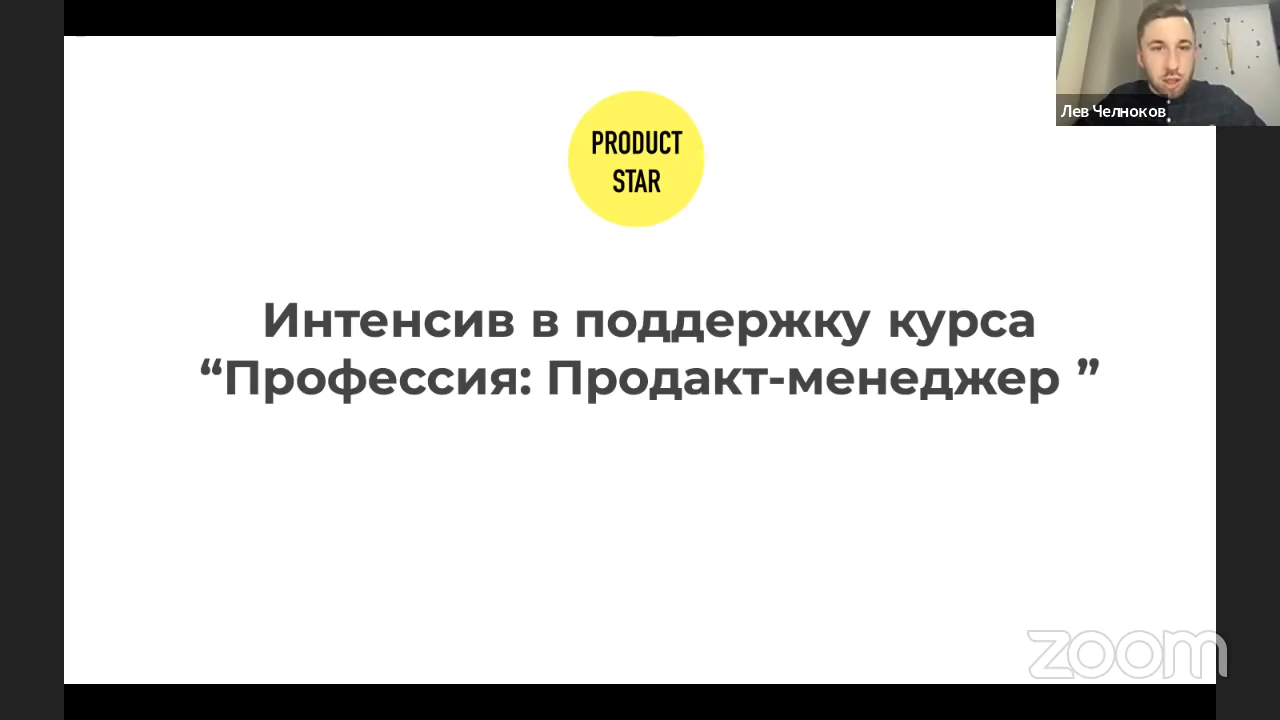 PRODUCT
STAR
Лев Челноков
Интенсив в поддержку курса
“Профессия: Продакт-менеджер ”
zoom